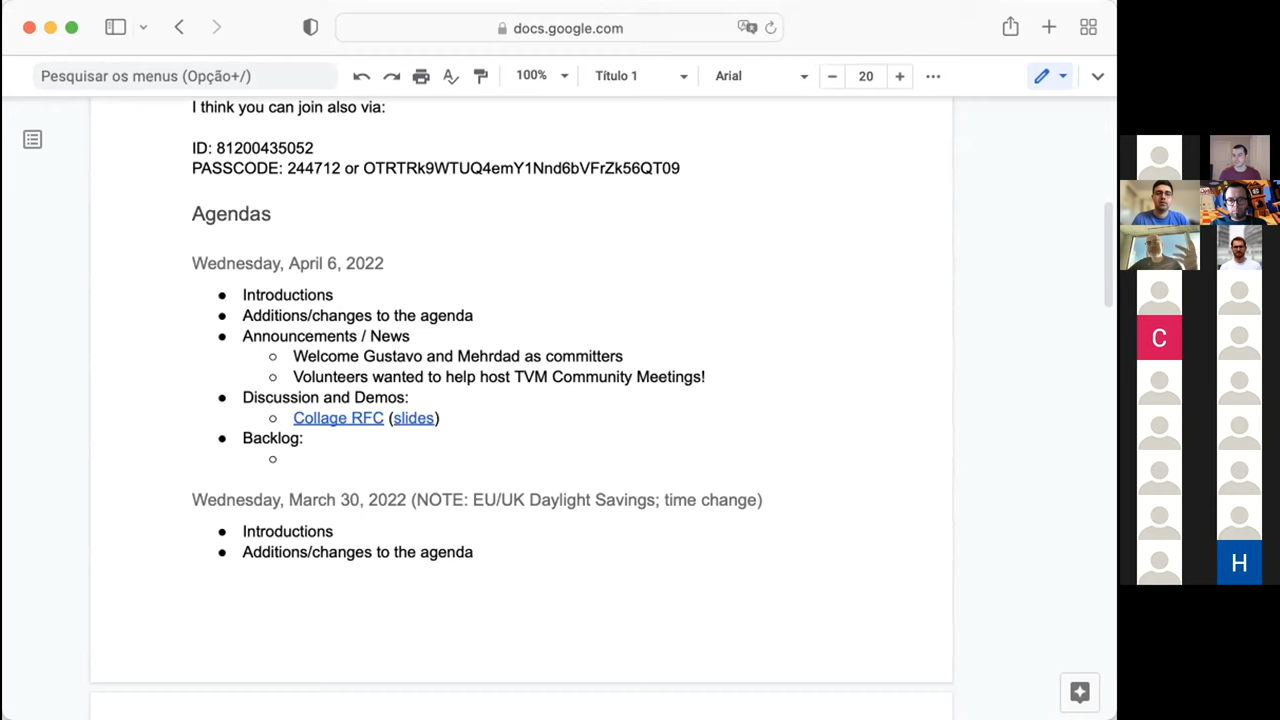 docs.google.com
Pesquisar os menus (Opção+/)
100%
Título 1
Arial
20
I think you can join also via:
ID: 81200435052
PASSCODE: 244712 or OTRTRk9WTUQ4emY1Nnd6bVFrZk56QT09
Agendas
Wednesday, April 6, 2022
● Introductions
● Additions/changes to the agenda
● Announcements / News
○ Welcome Gustavo and Mehrdad as committers
○ Volunteers wanted to help host TVM Community Meetings!
● Discussion and Demos:
○ Collage RFC (slides)
● Backlog:
○
Wednesday, March 30, 2022 (NOTE: EU/UK Daylight Savings; time change)
● Introductions
● Additions/changes to the agenda
C
H